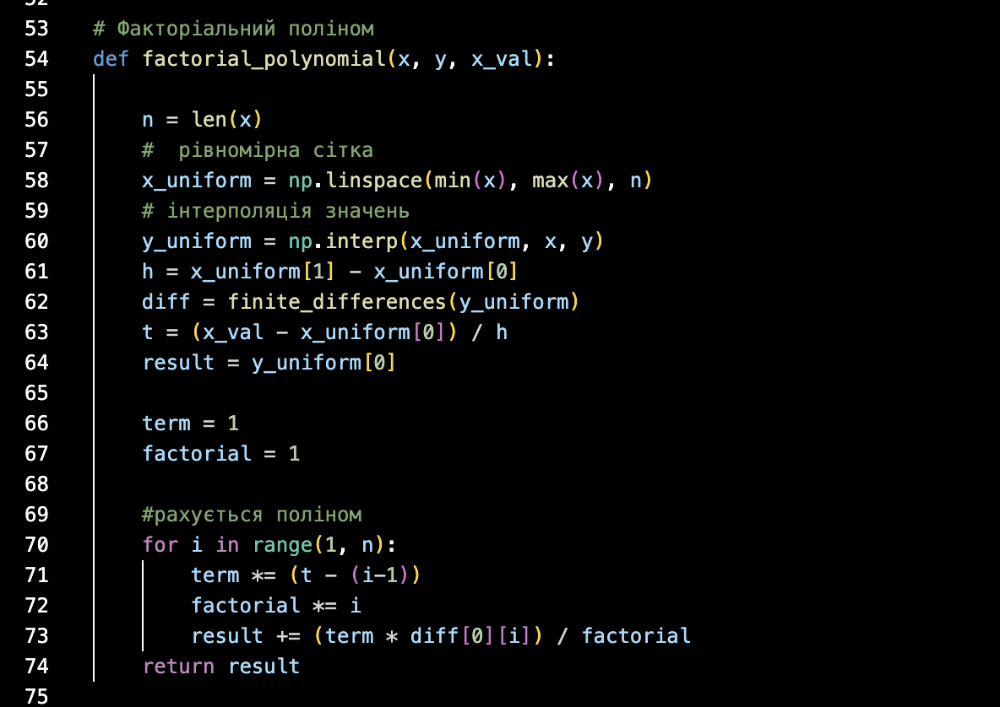 52
53 # Факторіальний поліном
54 def factorial_polynomial(x, y, x_val):
55
56 n = len(x)
57 #  рівномірна сітка
58 x_uniform = np.linspace(min(x), max(x), n)
59 # інтерполяція значень
60 y_uniform = np.interp(x_uniform, x, y)
61 h = x_uniform[1] - x_uniform[0]
62 diff = finite_differences(y_uniform)
63 t = (x_val - x_uniform[0]) / h
64 result = y_uniform[0]
65
66 term = 1
67 factorial = 1
68
69 #рахується поліном
70 for i in range(1, n):
71 term *= (t - (i-1))
72 factorial *= i
73 result += (term * diff[0][i]) / factorial
74 return result
75